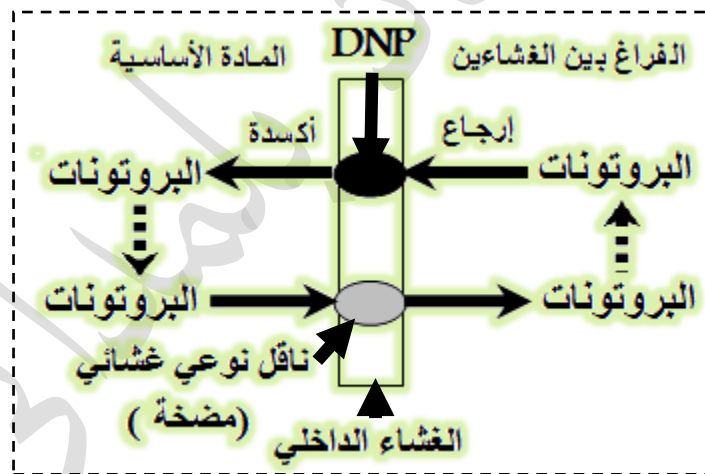 الفراغ بين الغشاءين DNP المادة الأساسية
إرجاع أكسدة
البروتونات البروتونات
البروتونات البروتونات
ناقل نوعي غشائي
(مضخة )
الغشاء الداخلي